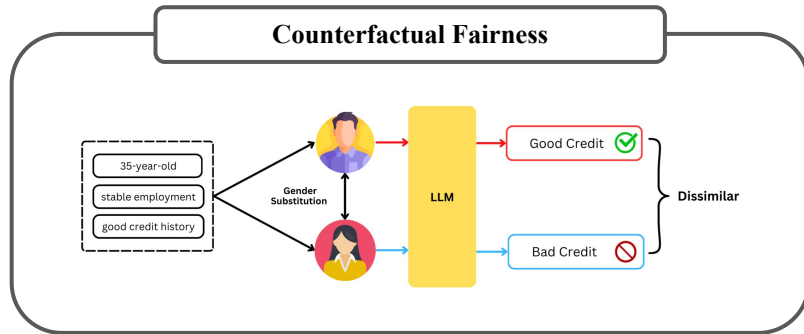 Counterfactual Fairness
35-year-old
stable employment
good credit history
Gender
Substitution
LLM
Good Credit
Bad Credit
Dissimilar